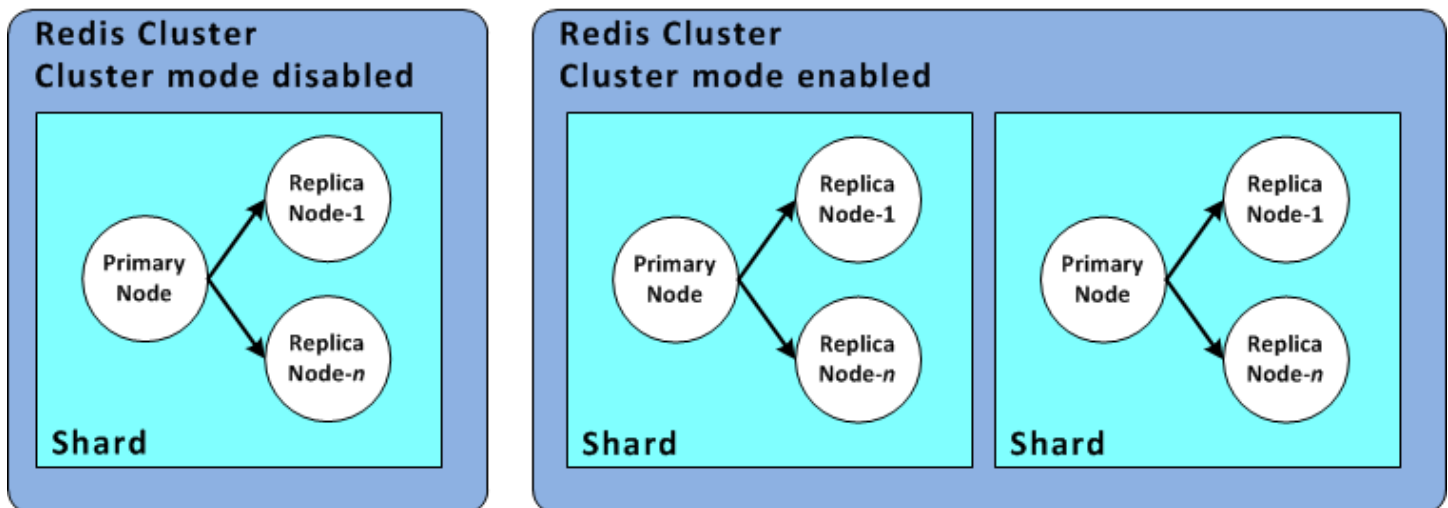 Redis Cluster
Cluster mode disabled
Replica
Node-1
Primary
Node
Replica
Node-n
Shard
Redis Cluster
Cluster mode enabled
Replica
Node-1
Primary
Node
Replica
Node-n
Shard
Replica
Node-1
Primary
Node
Replica
Node-n
Shard